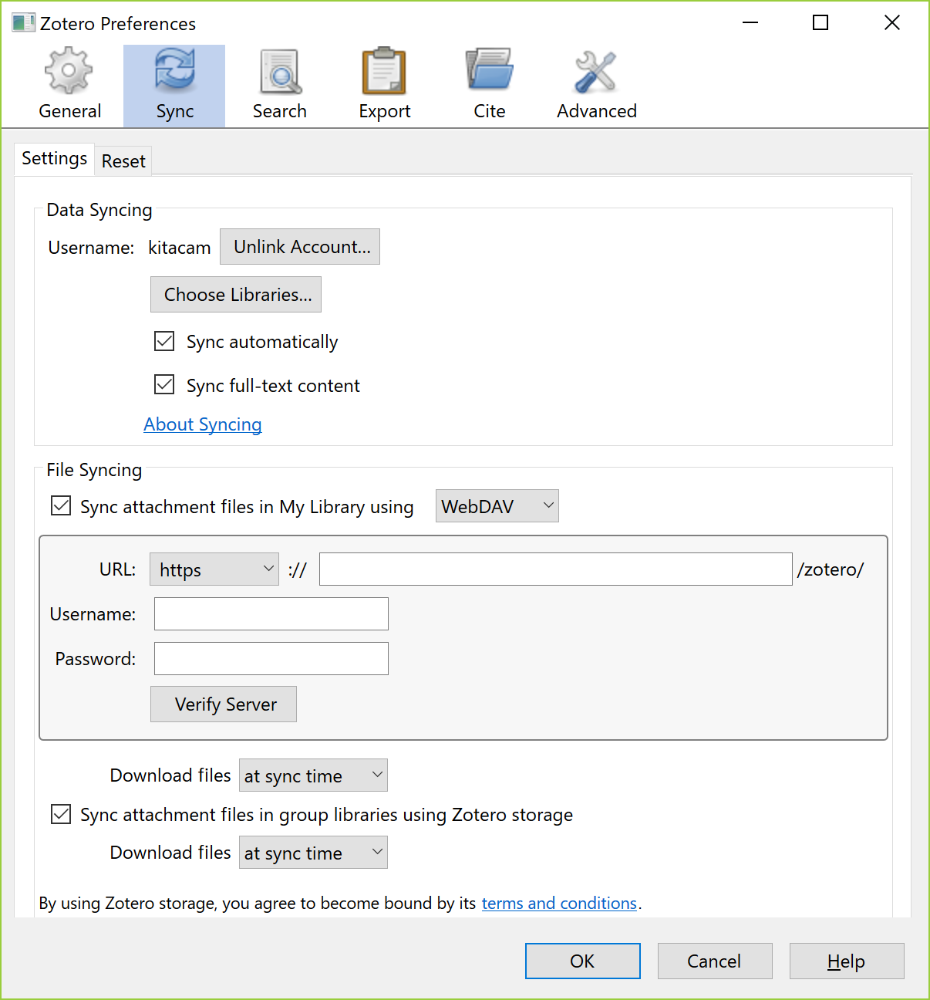 Zotero Preferences
General Sync Search Export Cite Advanced
Settings Reset
Data Syncing
Username: kitacam Unlink Account...
Choose Libraries...
Sync automatically
Sync full-text content
About Syncing
File Syncing
Sync attachment files in My Library using WebDAV
URL: https :// /zotero/
Username:
Password:
Verify Server
Download files at sync time
Sync attachment files in group libraries using Zotero storage
Download files at sync time
By using Zotero storage, you agree to become bound by its terms and conditions.
OK Cancel Help